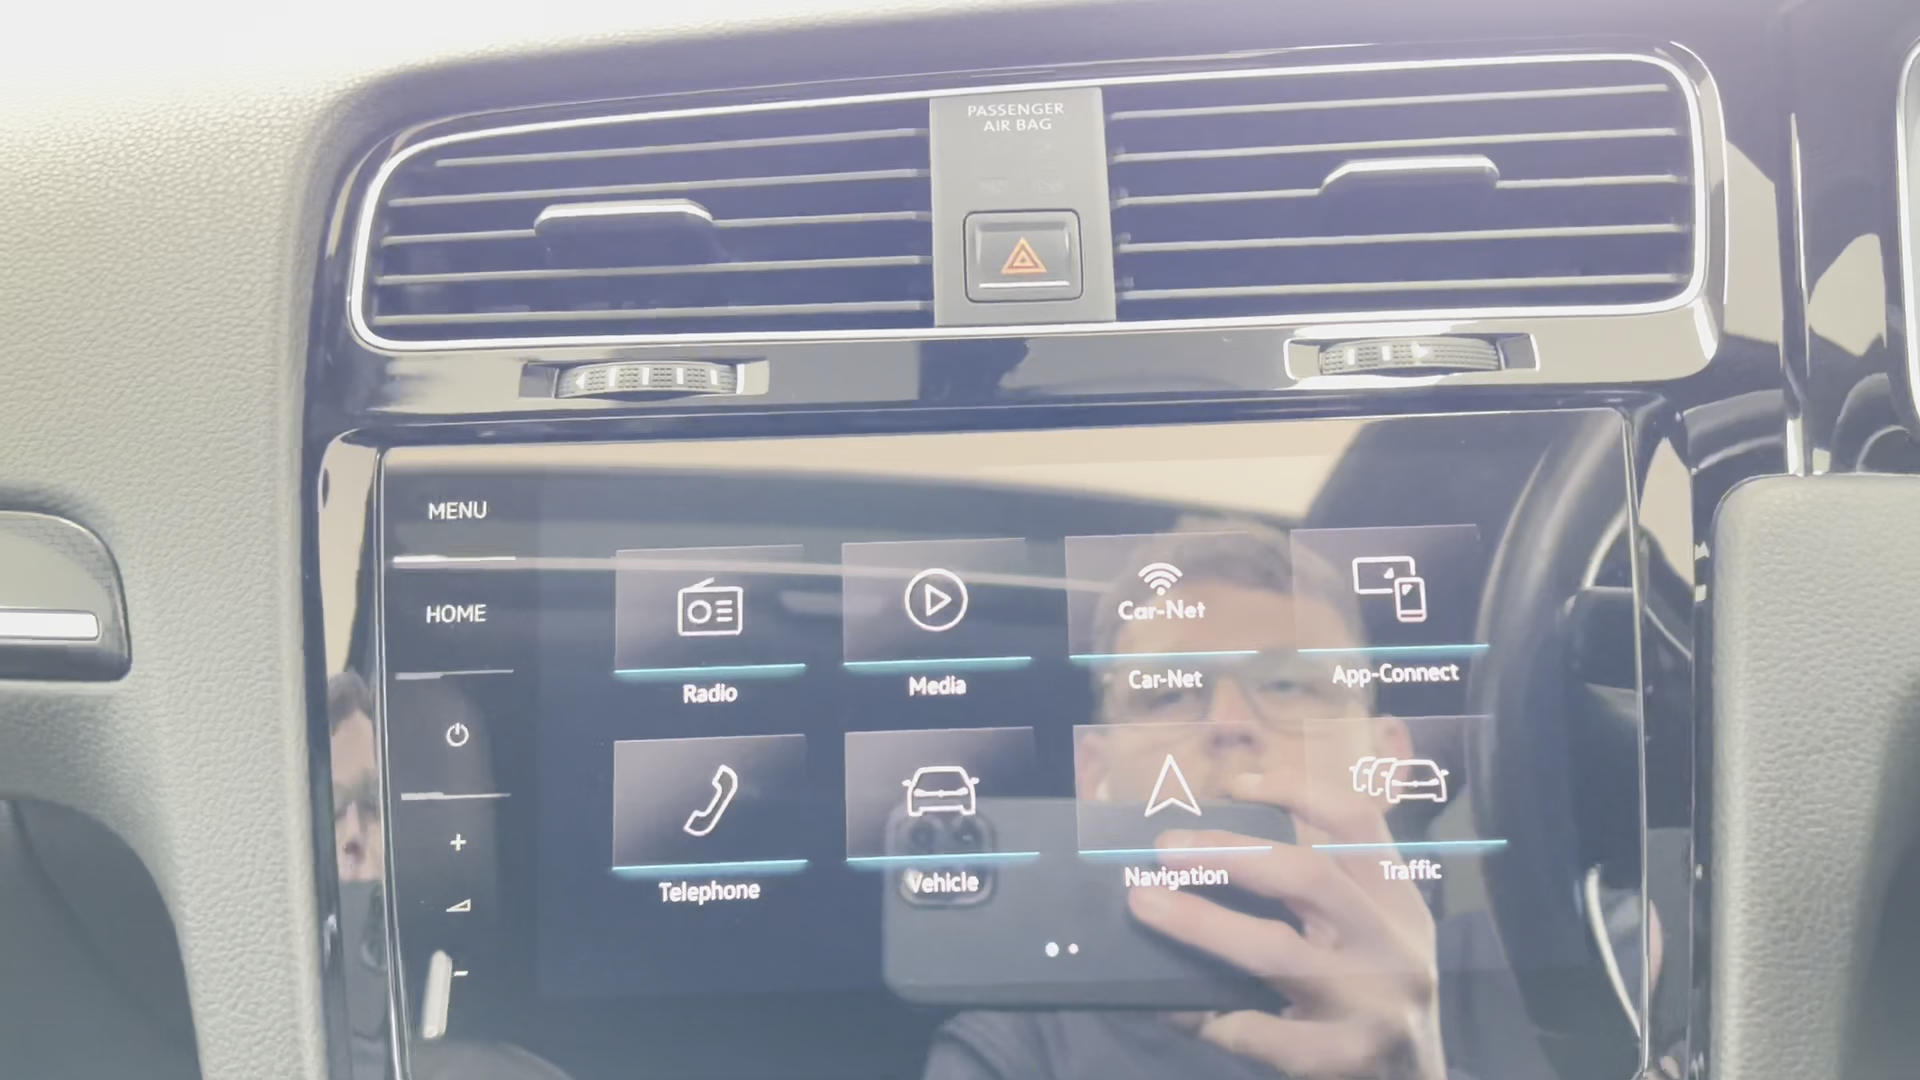 PASSENGER
AIR BAG
MENU
HOME
Car-Net
Radio
Media
Car-Net
App-Connect
Telephone
Vehicle
Navigation
Traffic
+
-